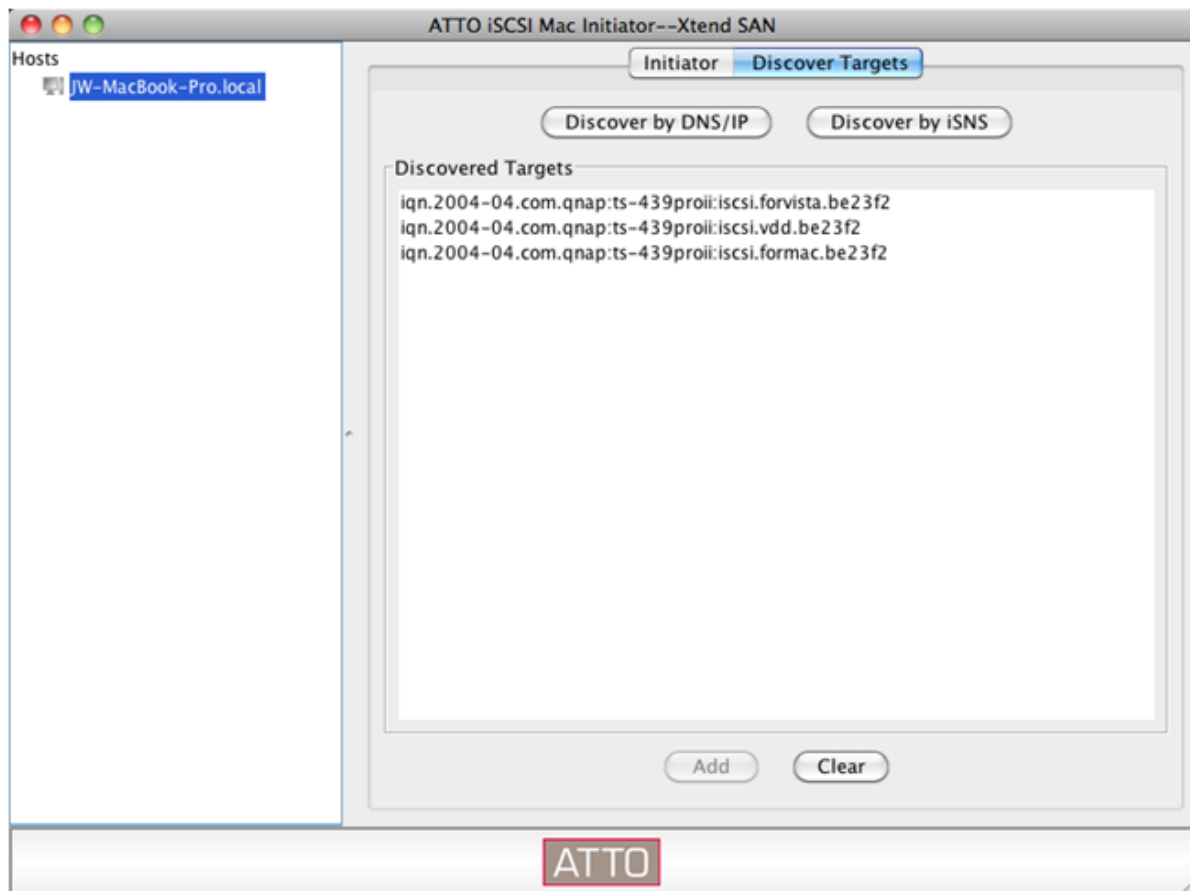 ATTO iSCSI Mac Initiator--Xtend SAN
Hosts
JW-MacBook-Pro.local
Initiator
Discover Targets
Discover by DNS/IP
Discover by iSNS
Discovered Targets
iqn.2004-04.com.qnap:ts-439proii:iscsi.forvista.be23f2
iqn.2004-04.com.qnap:ts-439proii:iscsi.vdd.be23f2
iqn.2004-04.com.qnap:ts-439proii:iscsi.formac.be23f2
Add
Clear
ATTO